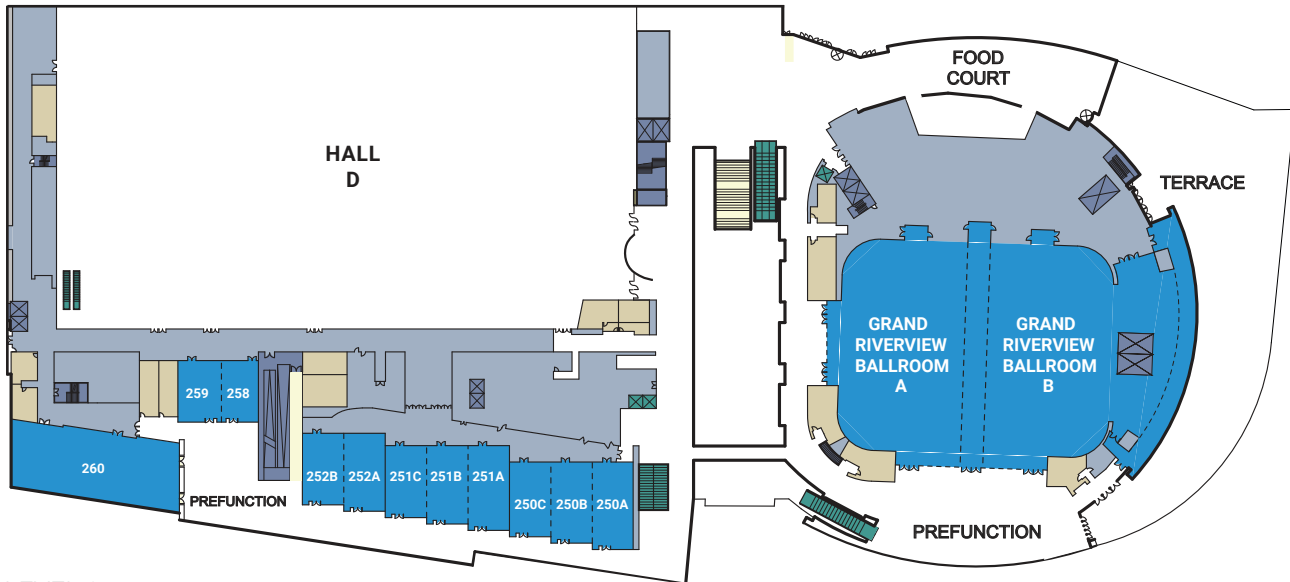 FOOD
COURT
HALL
D
TERRACE
GRAND
RIVERVIEW
BALLROOM
A
GRAND
RIVERVIEW
BALLROOM
B
259
258
260
252B
252A
251C
251B
251A
250C
250B
250A
PREFUNCTION
PREFUNCTION